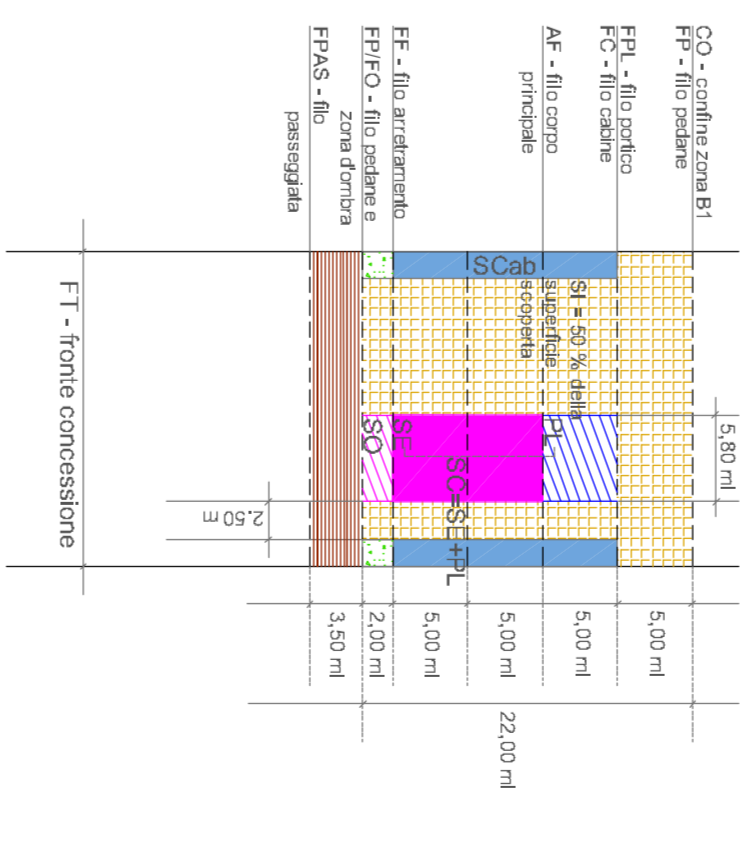 CO - confine zona B1
FP - filo pedane
FPL - filo portico
FC - filo cabine
AF - filo corpo
principale
FF - filo arretramento
FP/FO - filo pedane e
zona d'ombra
FPAS - filo
passeggiata
SCab
SI = 50 % della
superficie
scoperta
PL
SE
SO
SC=SE+PL
5,80 ml
2.50 m
5,00 ml
5,00 ml
5,00 ml
5,00 ml
2,00 ml
3,50 ml
22,00 ml
FT - fronte concessione